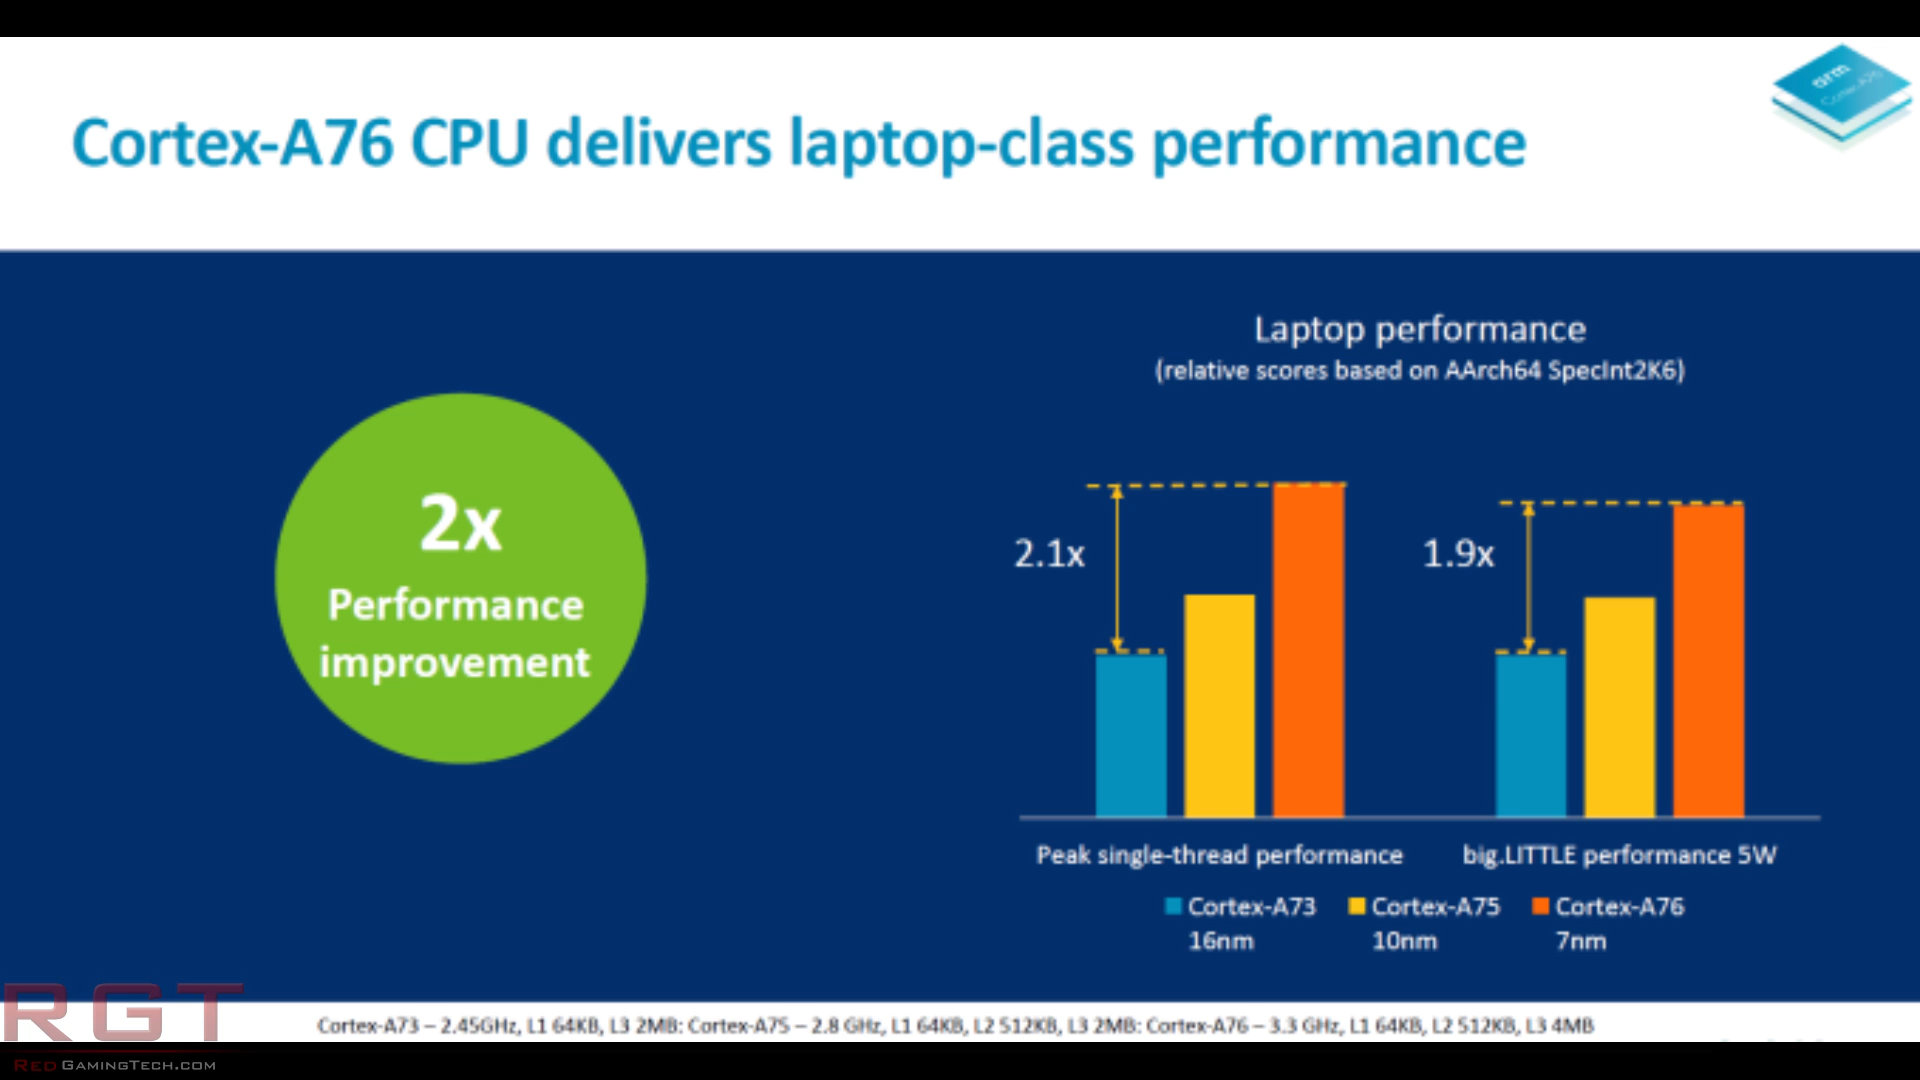 arm
Cortex-A76
Cortex-A76 CPU delivers laptop-class performance
2x
Performance
improvement
Laptop performance
(relative scores based on AArch64 SpecInt2K6)
2.1x
1.9x
Peak single-thread performance
big.LITTLE performance 5W
Cortex-A73 Cortex-A75 Cortex-A76
16nm 10nm 7nm
Cortex-A73 – 2.45GHz, L1 64KB, L3 2MB: Cortex-A75 – 2.8 GHz, L1 64KB, L2 512KB, L3 2MB: Cortex-A76 – 3.3 GHz, L1 64KB, L2 512KB, L3 4MB
RGT
REDGAMINGTECH.COM